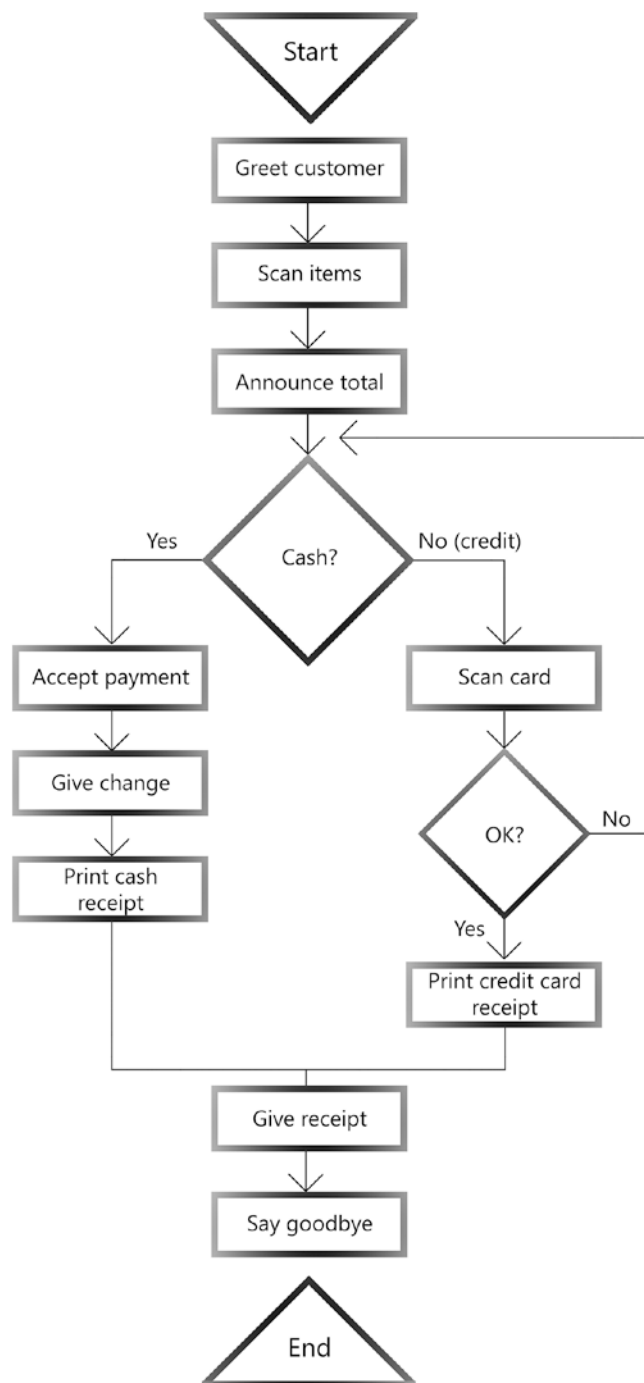 Start
Greet customer
Scan items
Announce total
Yes
Cash?
No (credit)
Accept payment
Scan card
Give change
OK?
No
Print cash
receipt
Yes
Print credit card
receipt
Give receipt
Say goodbye
End